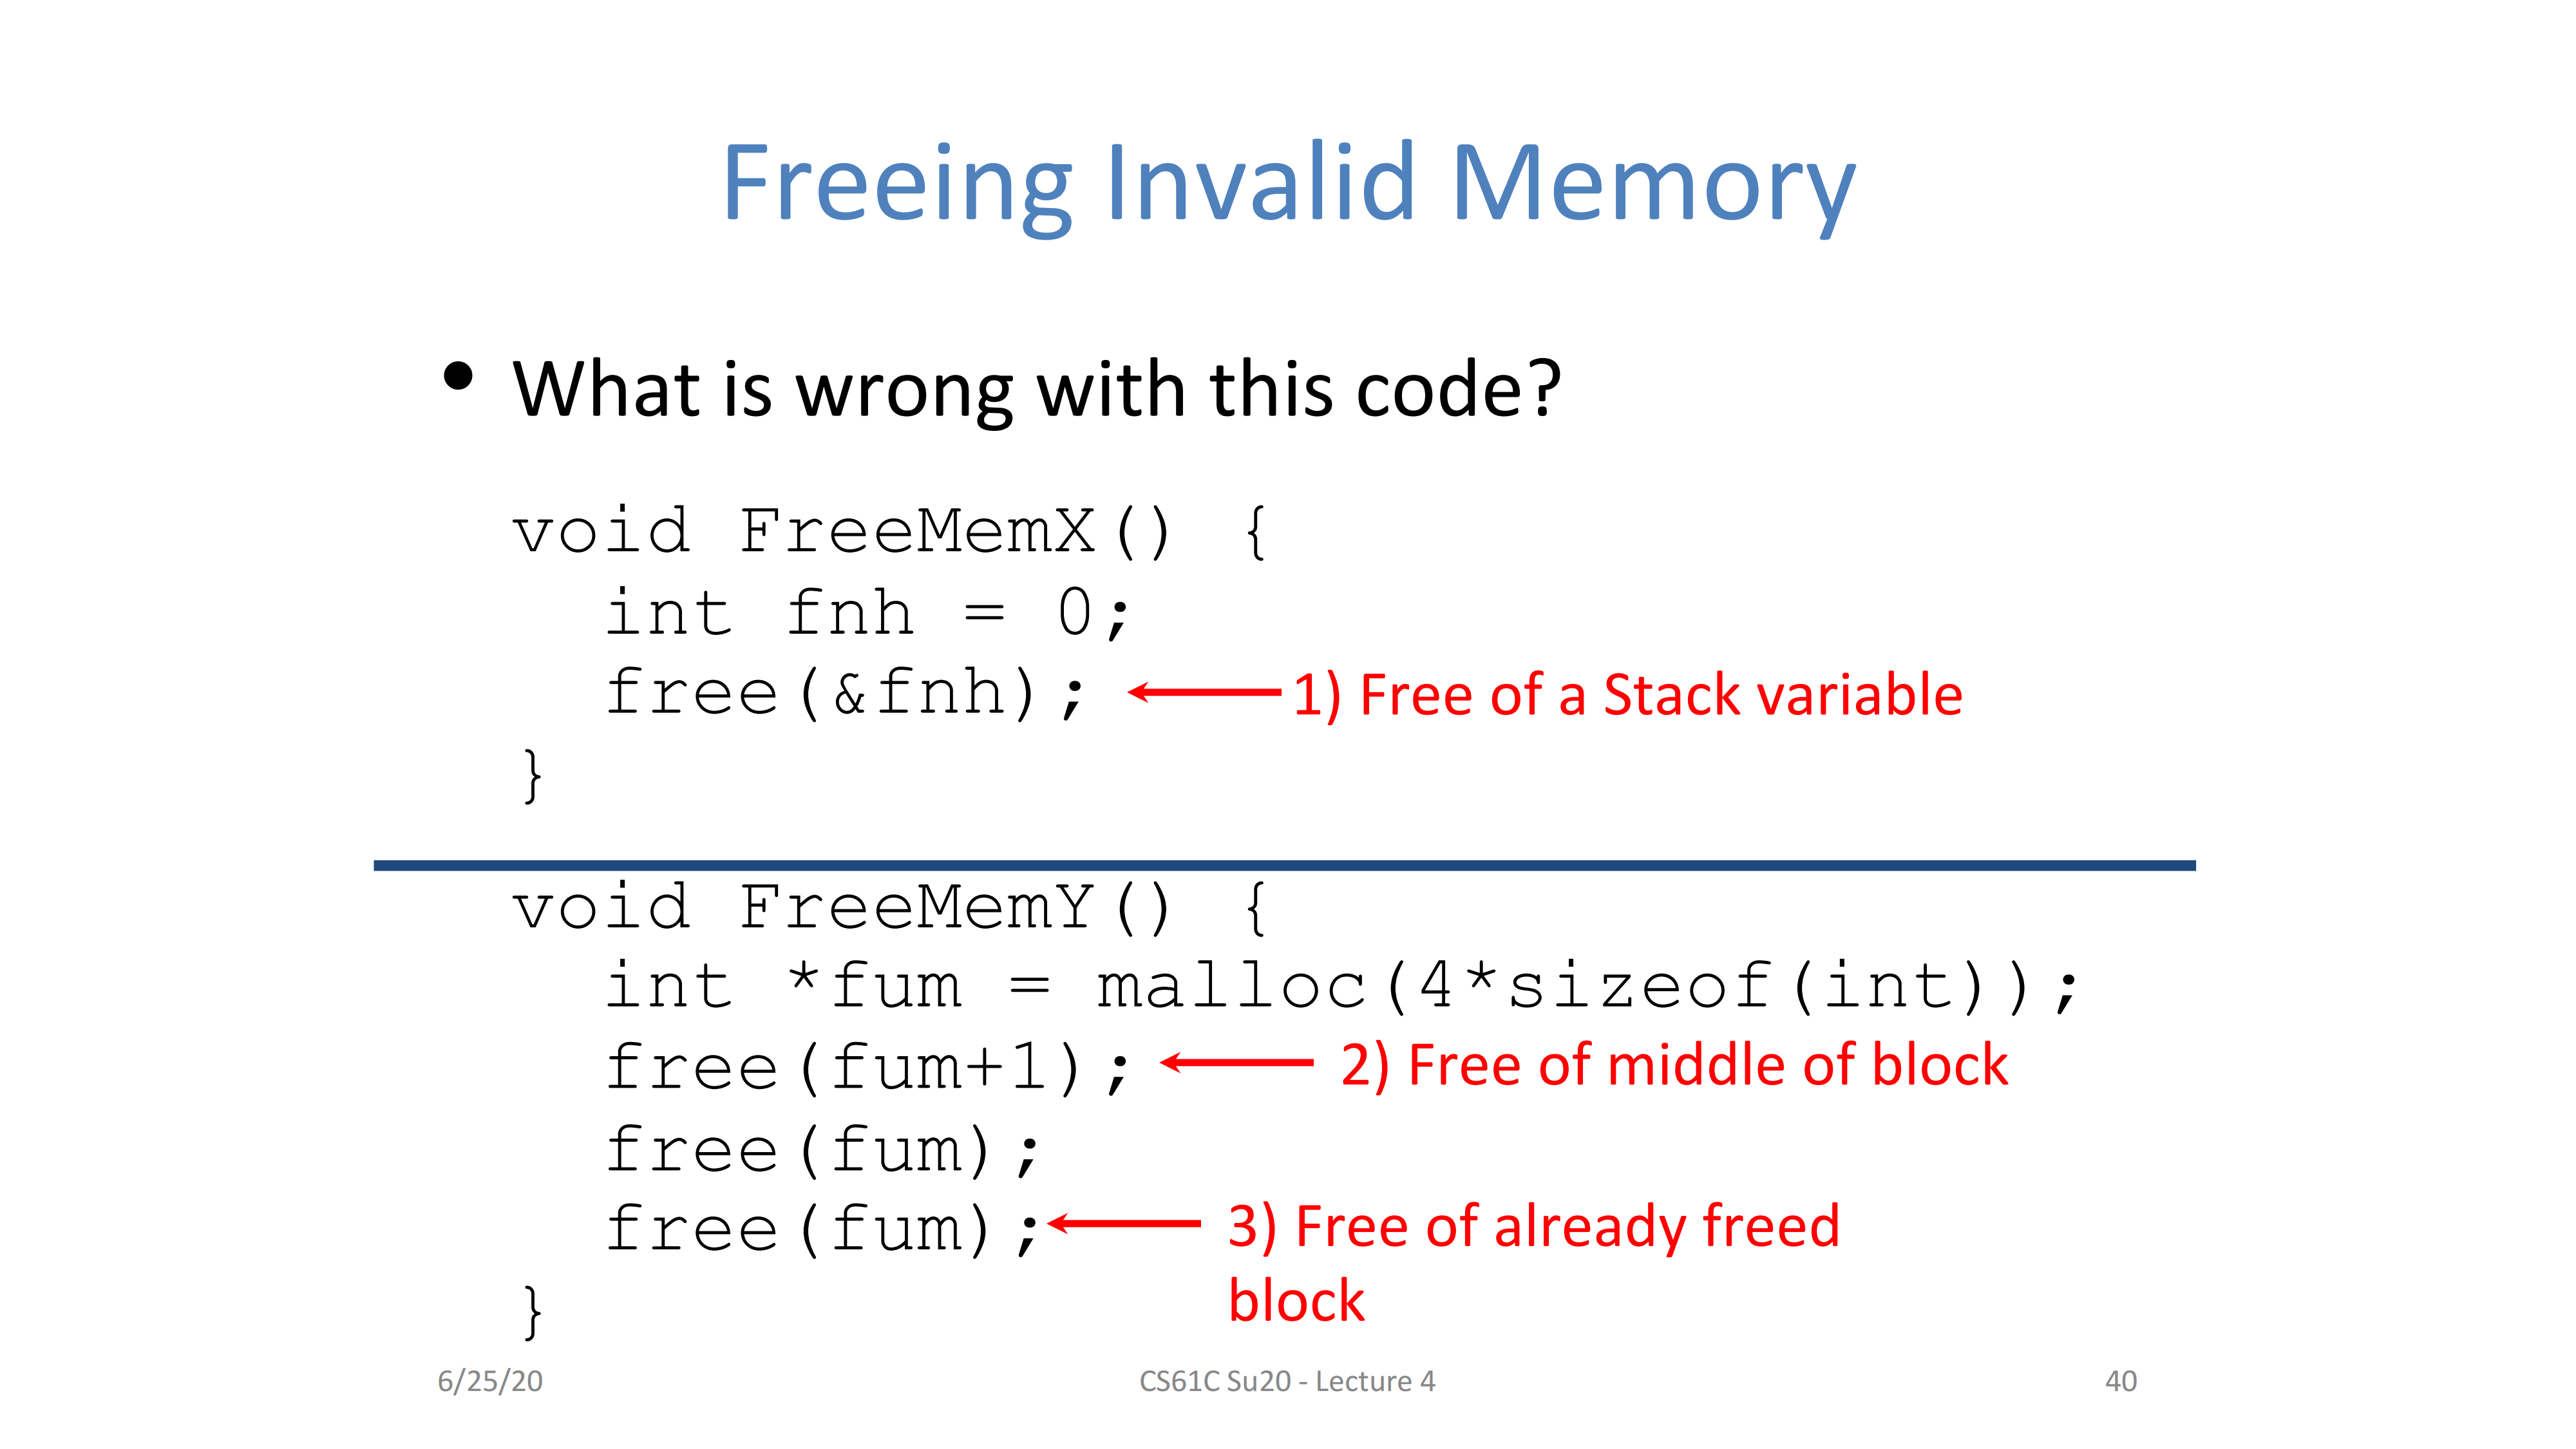 Freeing Invalid Memory
• What is wrong with this code?
void FreeMemX() {
int fnh = 0;
free(&fnh); 1) Free of a Stack variable
}
void FreeMemY() {
int *fum = malloc(4*sizeof(int));
free(fum+1); 2) Free of middle of block
free(fum);
free(fum); 3) Free of already freed
block
}
6/25/20 CS61C Su20 - Lecture 4 40